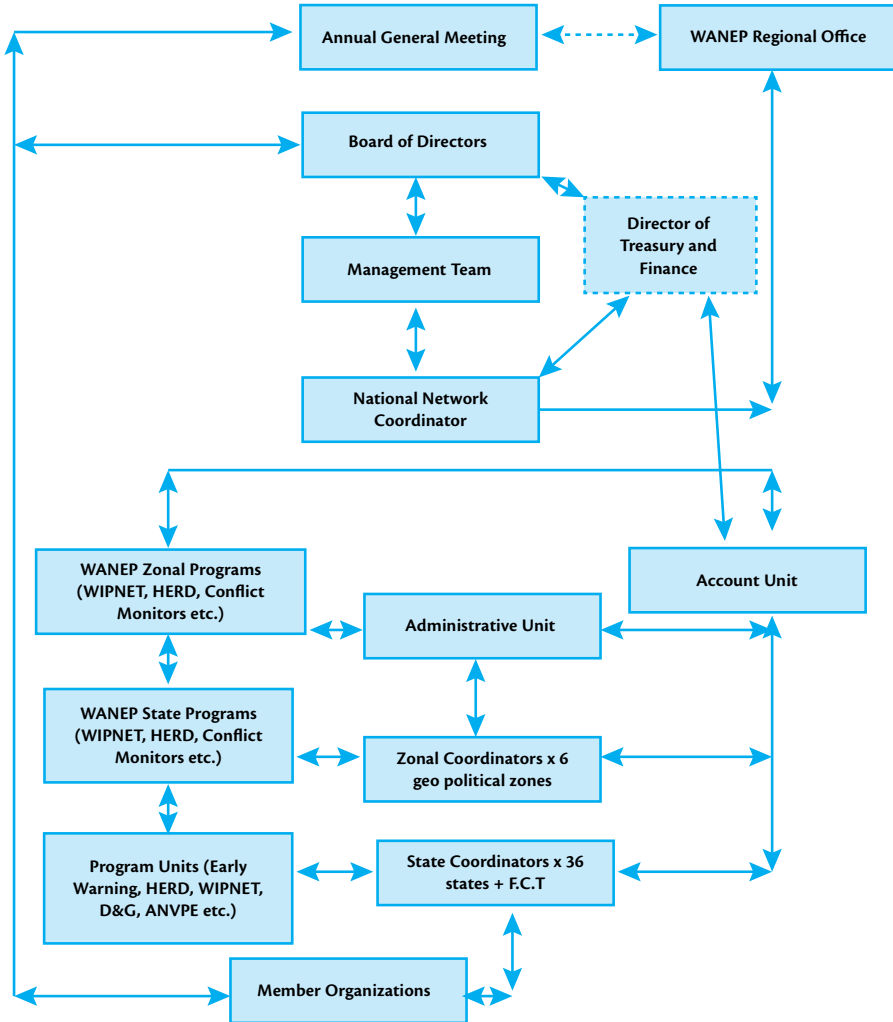 Annual General Meeting
WANEP Regional Office
Board of Directors
Director of
Treasury and
Finance
Management Team
National Network
Coordinator
WANEP Zonal Programs
(WIPNET, HERD, Conflict
Monitors etc.)
Account Unit
Administrative Unit
WANEP State Programs
(WIPNET, HERD, Conflict
Monitors etc.)
Zonal Coordinators x 6
geo political zones
Program Units (Early
Warning, HERD, WIPNET,
D&G, ANVPE etc.)
State Coordinators x 36
states + F.C.T
Member Organizations